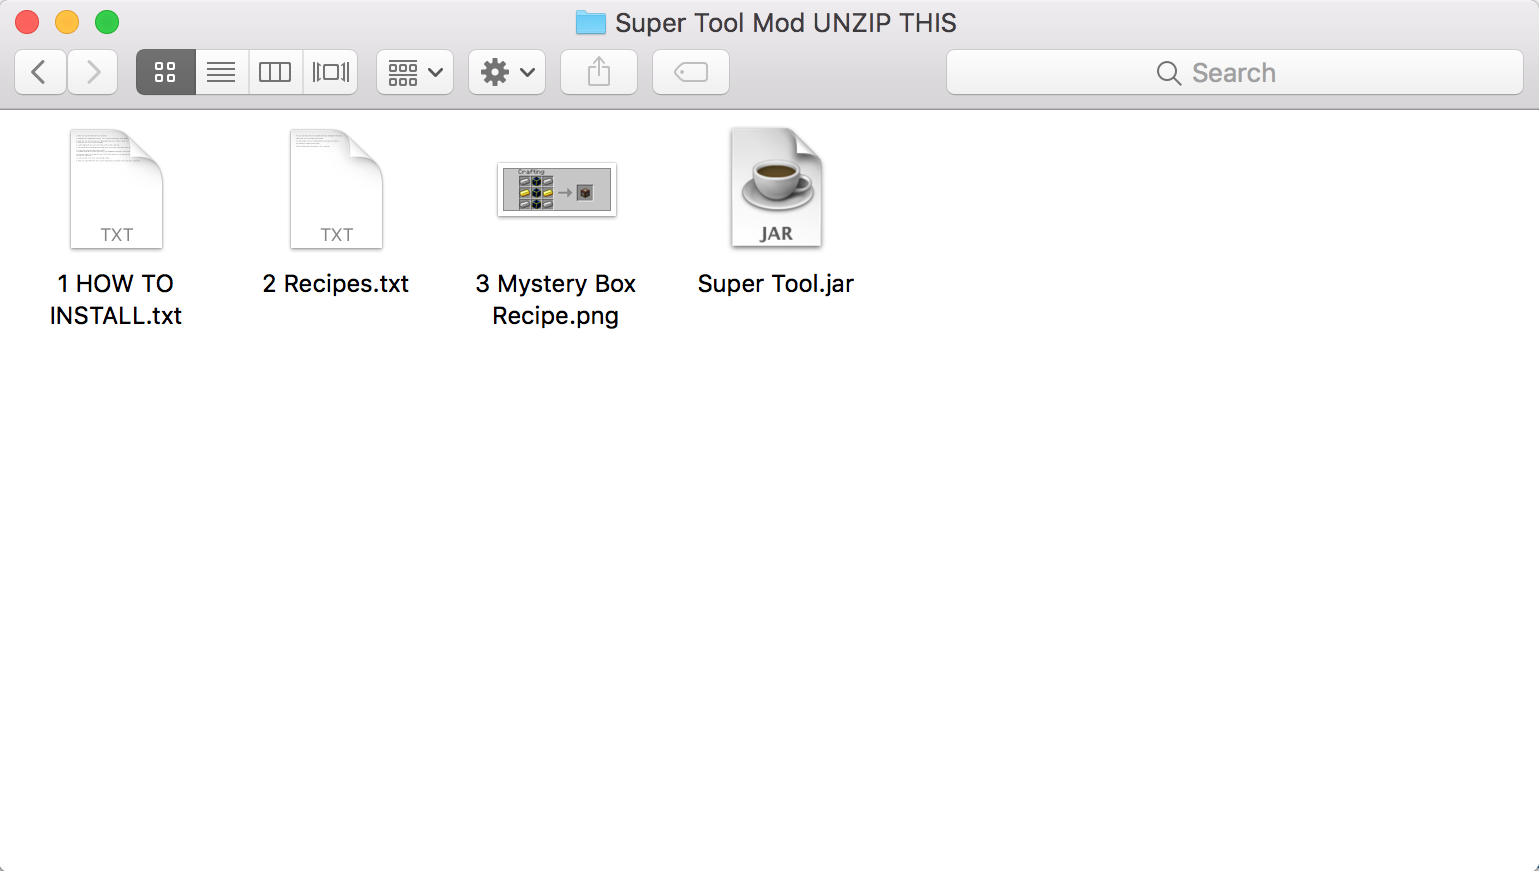 Super Tool Mod UNZIP THIS
Search
Crafting
TXT
TXT
JAR
1 HOW TO
INSTALL.txt
2 Recipes.txt
3 Mystery Box
Recipe.png
Super Tool.jar